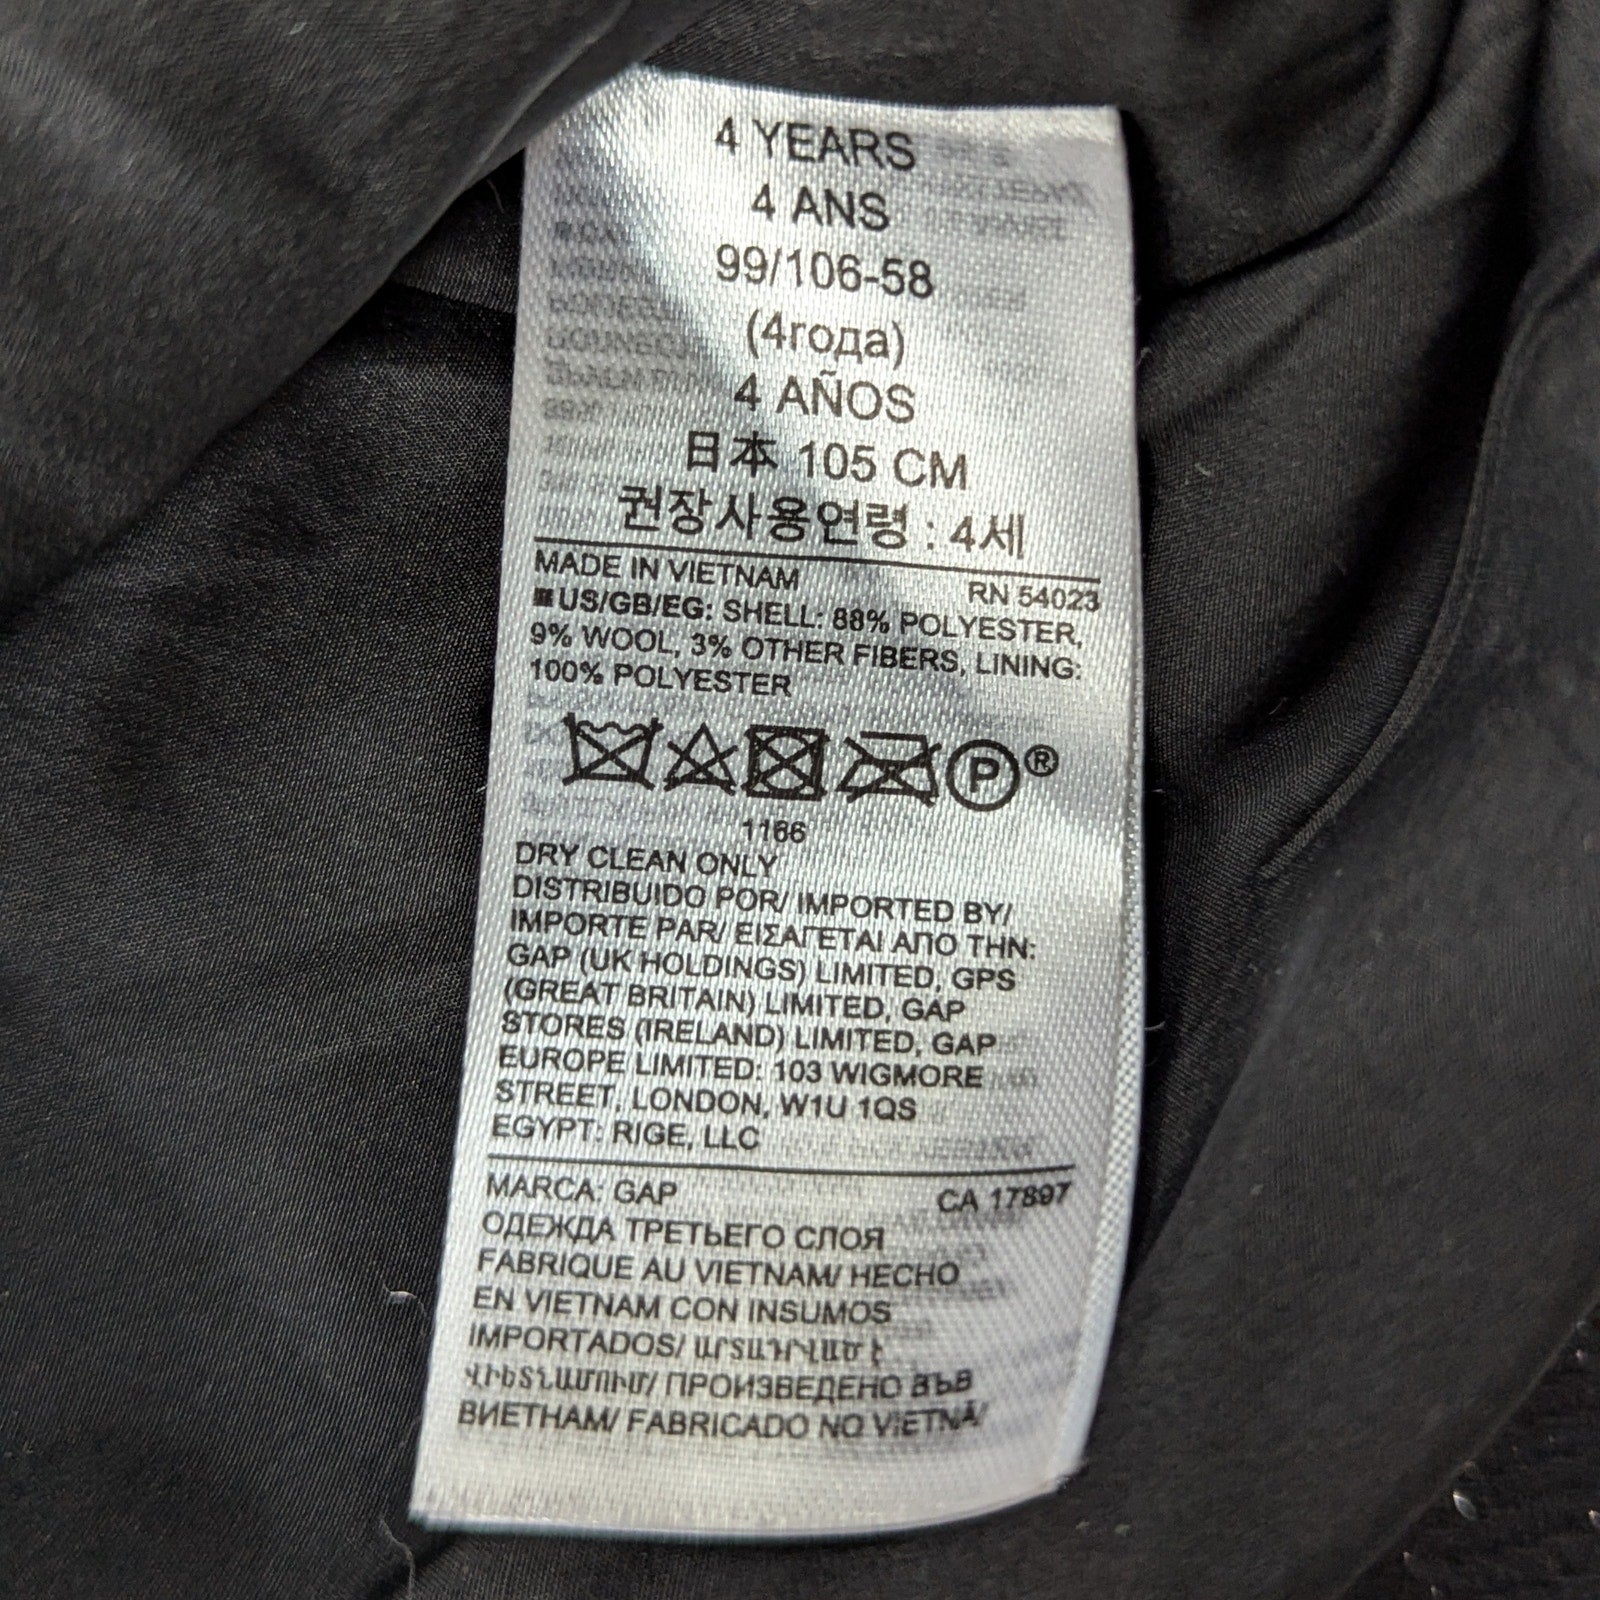 4 YEARS
4 ANS
99/106-58
(4года)
4 AÑOS
日本 105 CM
권장사용연령 : 4세
MADE IN VIETNAM RN 54023
■US/GB/EG: SHELL: 88% POLYESTER,
9% WOOL, 3% OTHER FIBERS, LINING:
100% POLYESTER
P ®
1166
DRY CLEAN ONLY
DISTRIBUIDO POR/ IMPORTED BY/
IMPORTE PAR/ ΕΙΣΑΓΕΤΑΙ ΑΠΟ ΤΗΝ:
GAP (UK HOLDINGS) LIMITED, GPS
(GREAT BRITAIN) LIMITED, GAP
STORES (IRELAND) LIMITED, GAP
EUROPE LIMITED: 103 WIGMORE
STREET, LONDON, W1U 1QS
EGYPT: RIGE, LLC
MARCA: GAP CA 17897
ОДЕЖДА ТРЕТЬЕГО СЛОЯ
FABRIQUE AU VIETNAM/ HECHO
EN VIETNAM CON INSUMOS
IMPORTADOS/ ԱՐՏԱԴՐՎԱԾ Է
ՎԻԵՏՆԱՄՈՒՄ/ ПРОИЗВЕДЕНО ВЪВ
ВИЕТНАМ/ FABRICADO NO VIETNÃ/